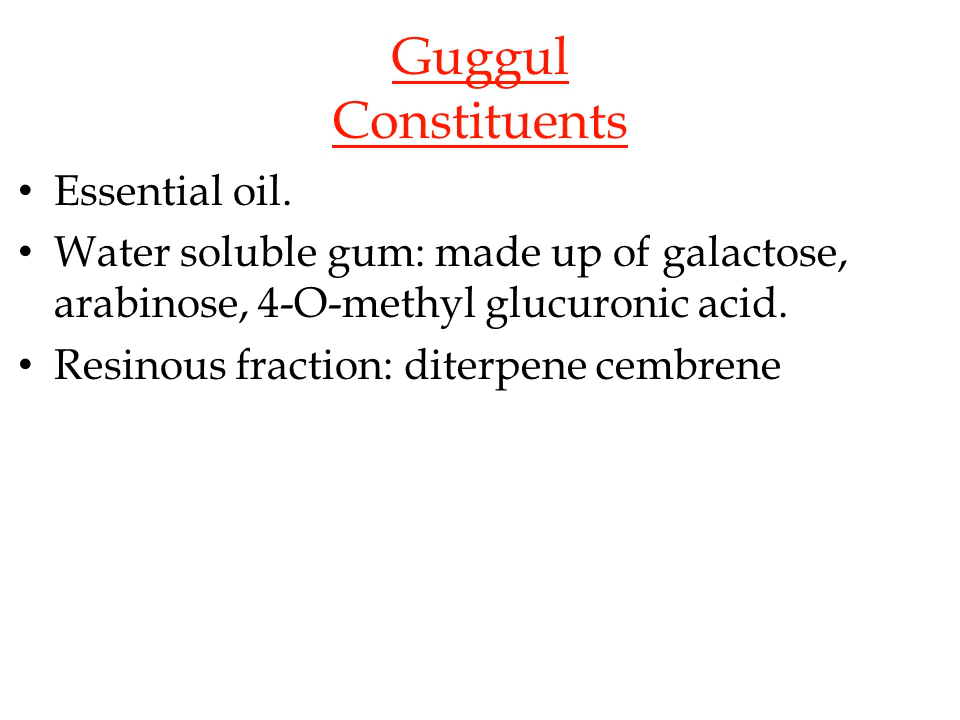 Guggul
Constituents
• Essential oil.
• Water soluble gum: made up of galactose,
arabinose, 4-O-methyl glucuronic acid.
• Resinous fraction: diterpene cembrene